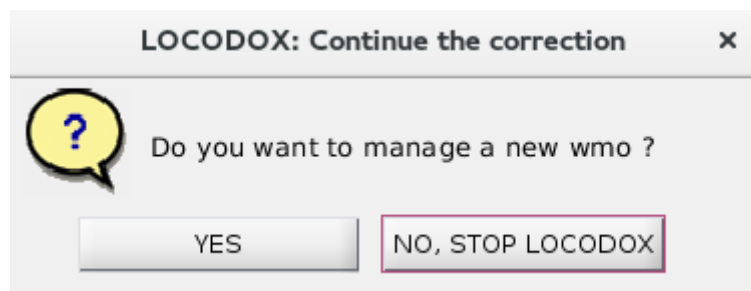 LOCODOX: Continue the correction ×
?
Do you want to manage a new wmo ?
YES NO, STOP LOCODOX